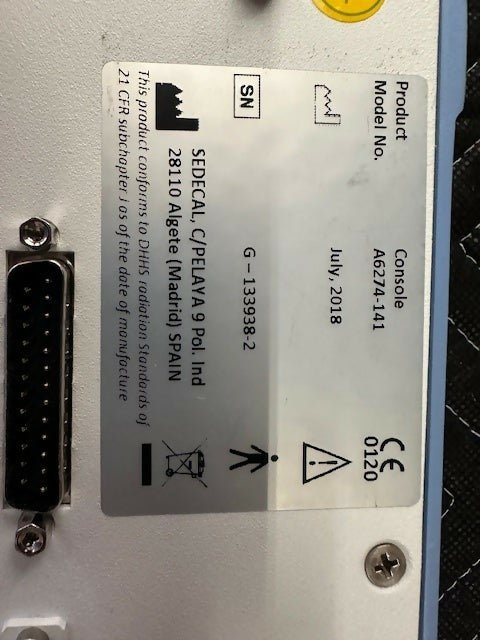 Product Console
Model No. A6274-141
July, 2018
CE
0120
SN G – 133938-2
SEDECAL, C/PELAYA 9 Pol. Ind
28110 Algete (Madrid) SPAIN
This product conforms to DHHS radiation Standards of
21 CFR subchapter J as of the date of manufacture